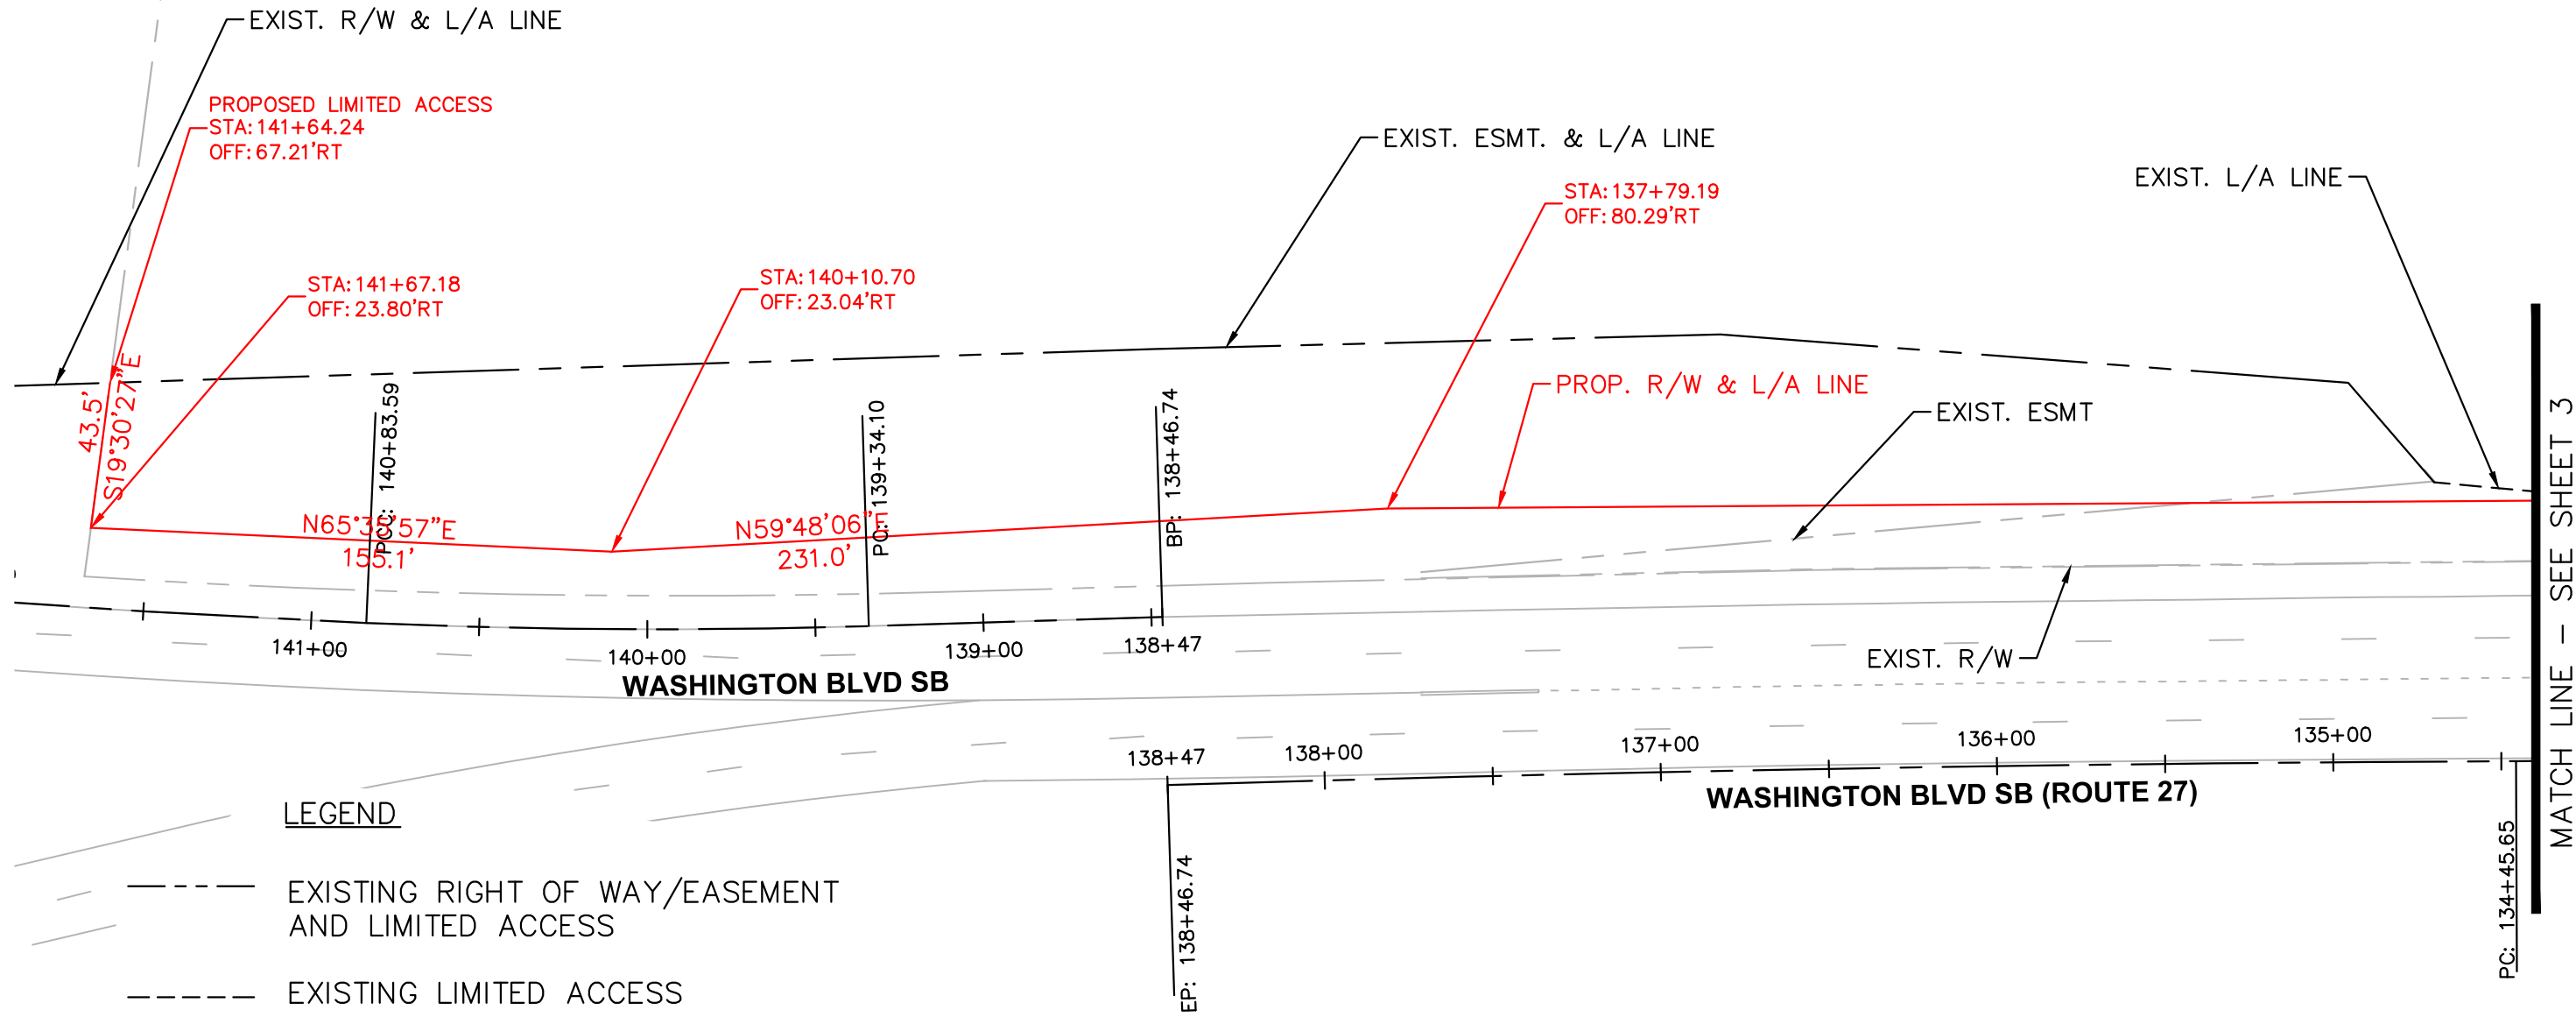 EXIST. R/W & L/A LINE
PROPOSED LIMITED ACCESS
STA:141+64.24
OFF:67.21'RT
EXIST. ESMT. & L/A LINE
EXIST. L/A LINE
STA:137+79.19
OFF:80.29'RT
STA:141+67.18
OFF:23.80'RT
STA:140+10.70
OFF:23.04'RT
PROP. R/W & L/A LINE
EXIST. ESMT
43.5'
S19°30'27"E
PCC: 140+83.59
PC: 139+34.10
BP: 138+46.74
N65°35'57"E
155.1'
N59°48'06"E
231.0'
MATCH LINE - SEE SHEET 3
141+00
140+00
139+00
138+47
EXIST. R/W
WASHINGTON BLVD SB
138+47
138+00
137+00
136+00
135+00
WASHINGTON BLVD SB (ROUTE 27)
EP: 138+46.74
PC: 134+45.65
LEGEND
EXISTING RIGHT OF WAY/EASEMENT
AND LIMITED ACCESS
EXISTING LIMITED ACCESS